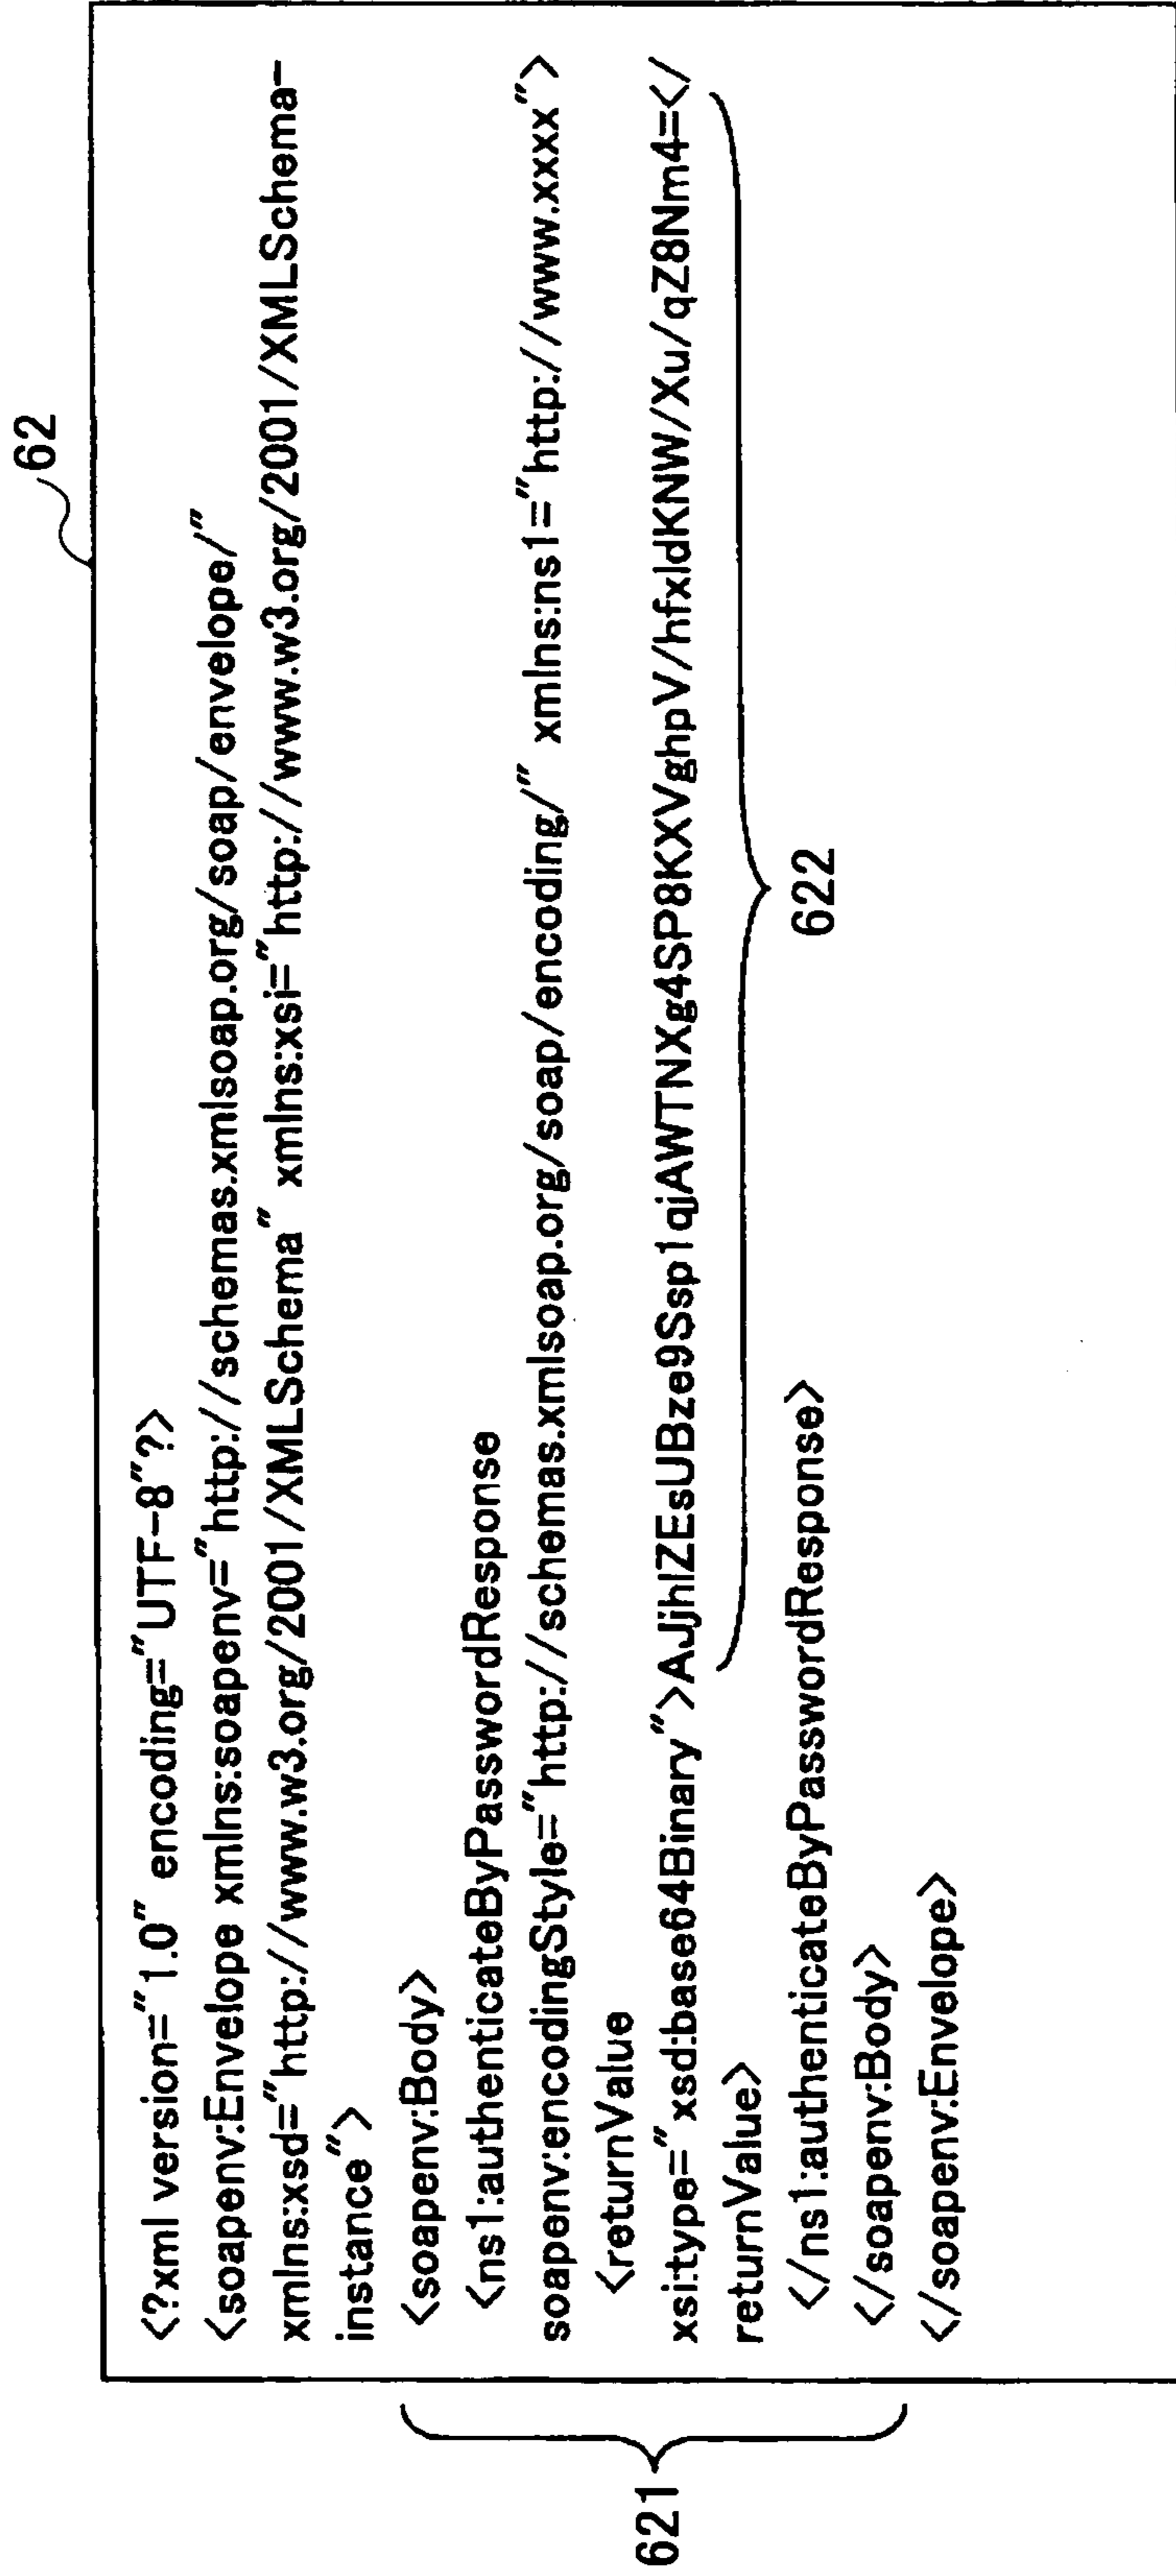 62
<?xml version="1.0" encoding="UTF-8"?>
<soapenv:Envelope xmlns:soapenv="http://schemas.xmlsoap.org/soap/envelope/"
xmlns:xsd="http://www.w3.org/2001/XMLSchema" xmlns:xsi="http://www.w3.org/2001/XMLSchema-
instance">
<soapenv:Body>
<ns1:authenticateByPasswordResponse
soapenv:encodingStyle="http://schemas.xmlsoap.org/soap/encoding/" xmlns:ns1="http://www.xxxx">
<returnValue
xsi:type="xsd:base64Binary">AJjhlZEsUBze9Ssp1qjAWTNXg4SP8KXVghpV/hfxldKNW/Xu/qZ8Nm4=</
returnValue>
</ns1:authenticateByPasswordResponse>
</soapenv:Body>
</soapenv:Envelope>
621
622